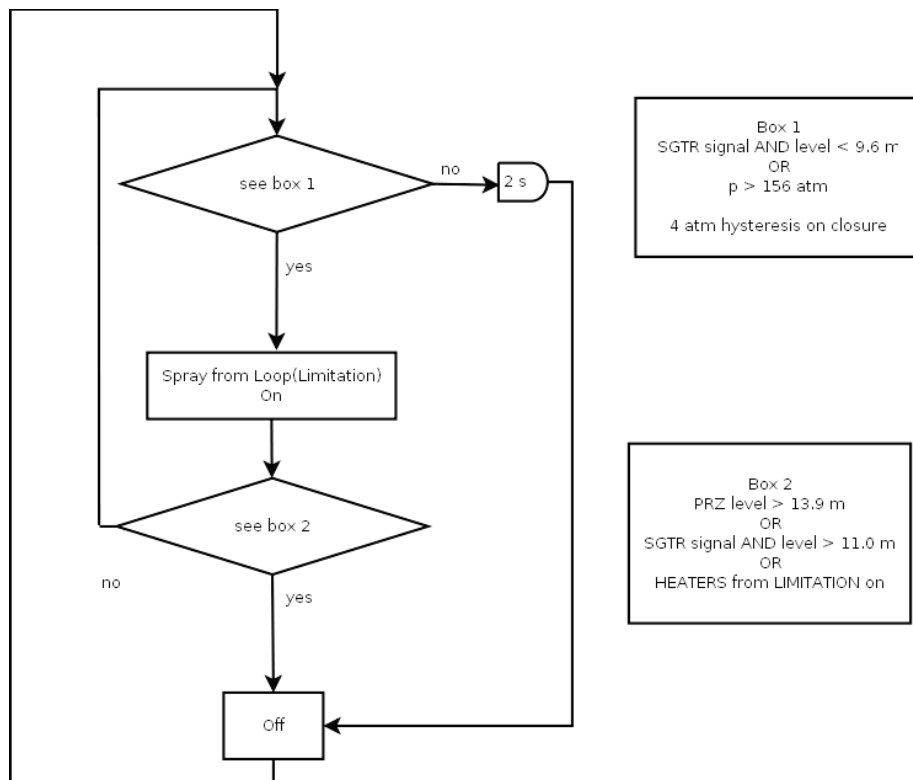 Box 1
SGTR signal AND level < 9.6 m
OR
p > 156 atm
4 atm hysteresis on closure
see box 1
no
2 s
yes
Spray from Loop(Limitation)
On
see box 2
no
yes
Box 2
PRZ level > 13.9 m
OR
SGTR signal AND level > 11.0 m
OR
HEATERS from LIMITATION on
Off